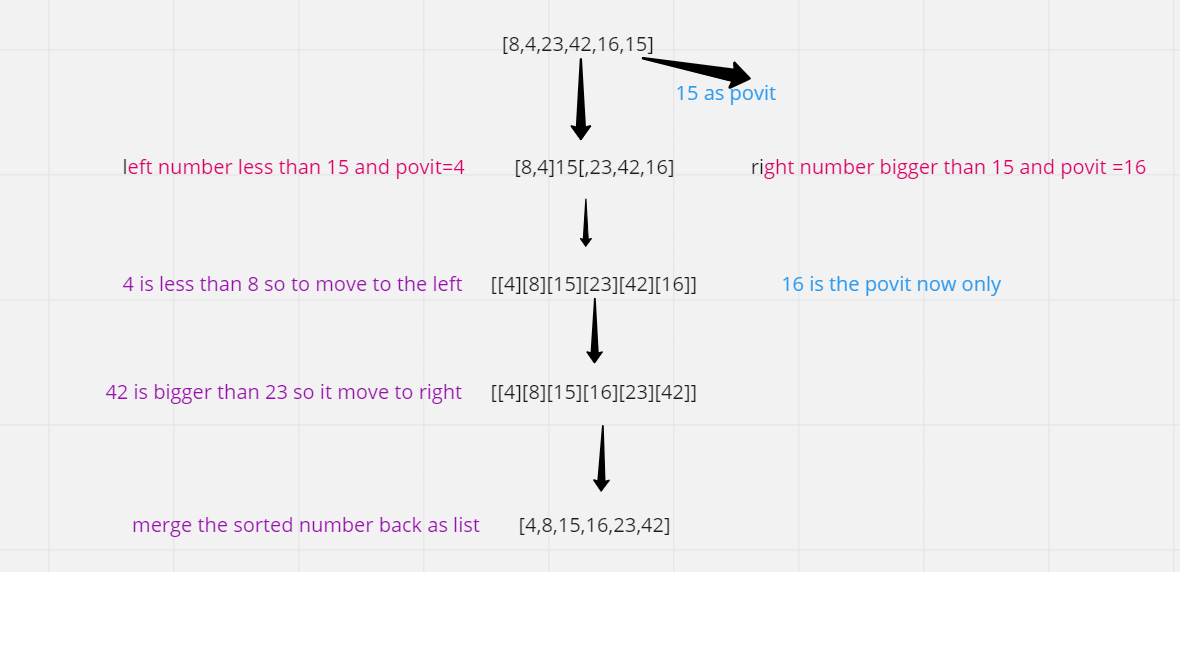 [8,4,23,42,16,15]
15 as povit
left number less than 15 and povit=4 [8,4]15[,23,42,16] right number bigger than 15 and povit =16
4 is less than 8 so to move to the left [[4][8][15][23][42][16]] 16 is the povit now only
42 is bigger than 23 so it move to right [[4][8][15][16][23][42]]
merge the sorted number back as list [4,8,15,16,23,42]